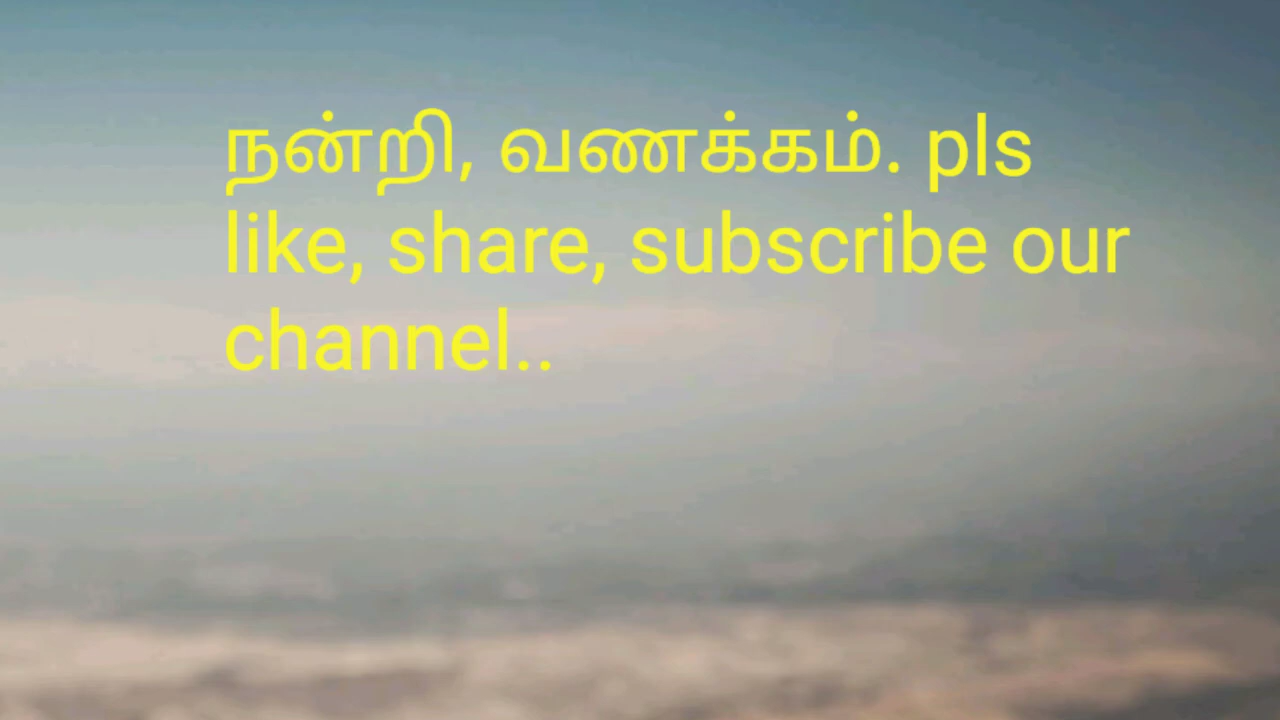 நன்றி, வணக்கம். pls
like, share, subscribe our
channel..